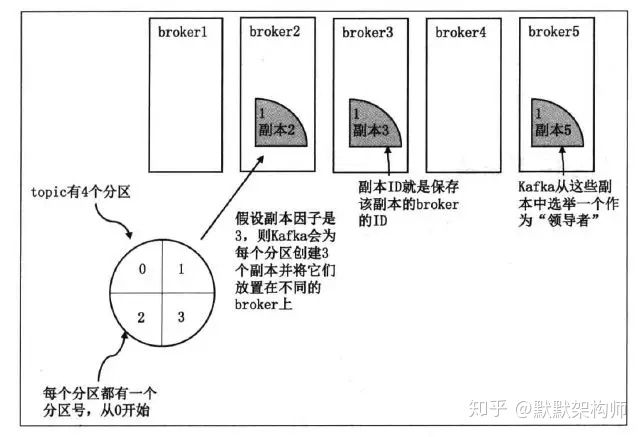 broker1
broker2
broker3
broker4
broker5
1
副本2
1
副本3
1
副本5
topic有4个分区
假设副本因子是
3，则Kafka会为
每个分区创建3
个副本并将它们
放置在不同的
broker上
副本ID就是保存
该副本的broker
的ID
Kafka从这些副
本中选举一个作
为“领导者”
0
1
2
3
每个分区都有一个
分区号，从0开始
知乎 @默默架构师